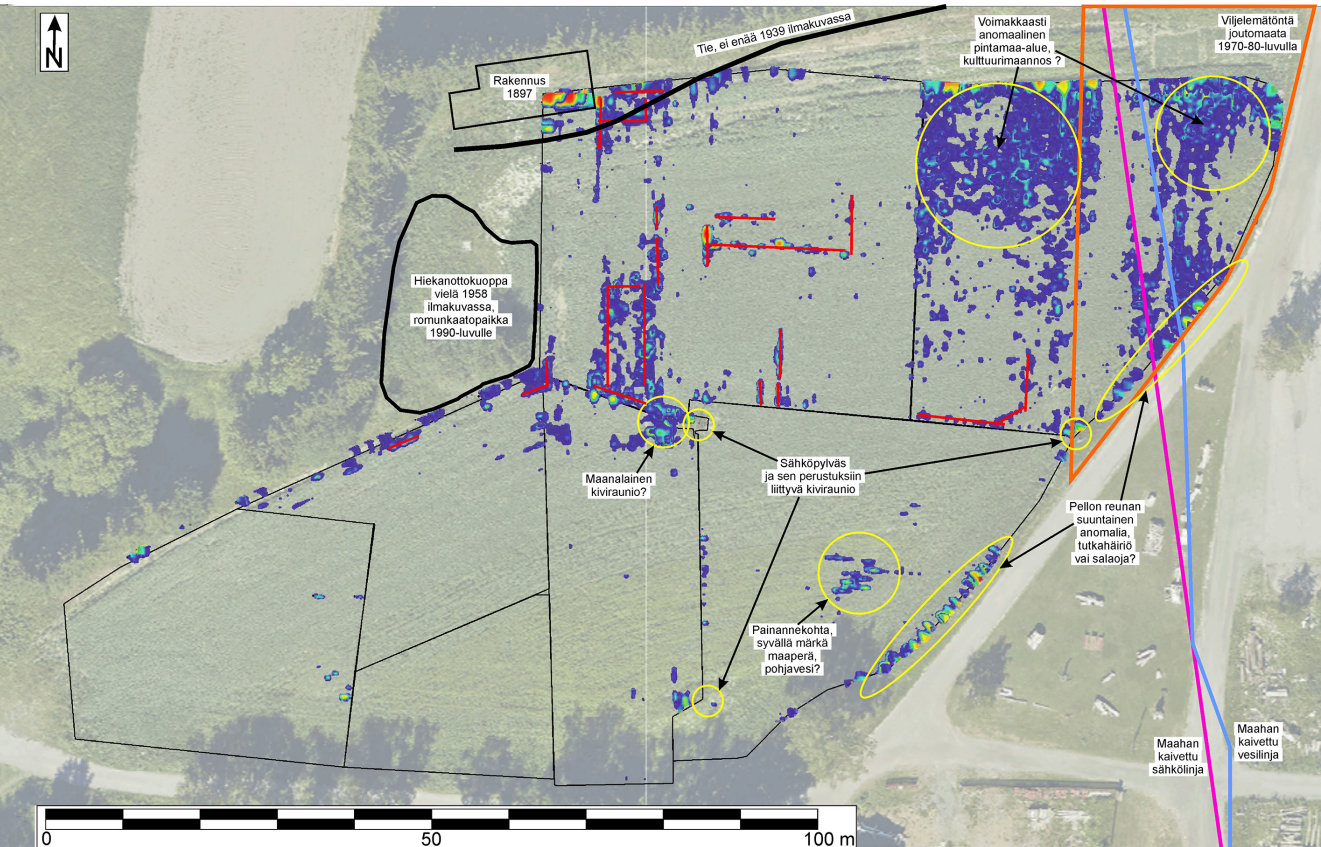 N
Tie, ei enää 1939 ilmakuvassa
Voimakkaasti
anomaalinen
pintamaa-alue,
kulttuurimaannos ?
Viljelemätöntä
joutomaata
1970-80-luvulla
Rakennus
1897
Hiekanottokuoppa
vielä 1958
ilmakuvassa,
romunkaatopaikka
1990-luvulle
Maanalainen
kiviraunio?
Sähköpylväs
ja sen perustuksiin
liittyvä kiviraunio
Pellon reunan
suuntainen
anomalia,
tutkahäiriö
vai salaoja?
Painannekohta,
syvällä märkä
maaperä,
pohjavesi?
Maahan
kaivettu
sähkölinja
Maahan
kaivettu
vesilinja
0 50 100 m